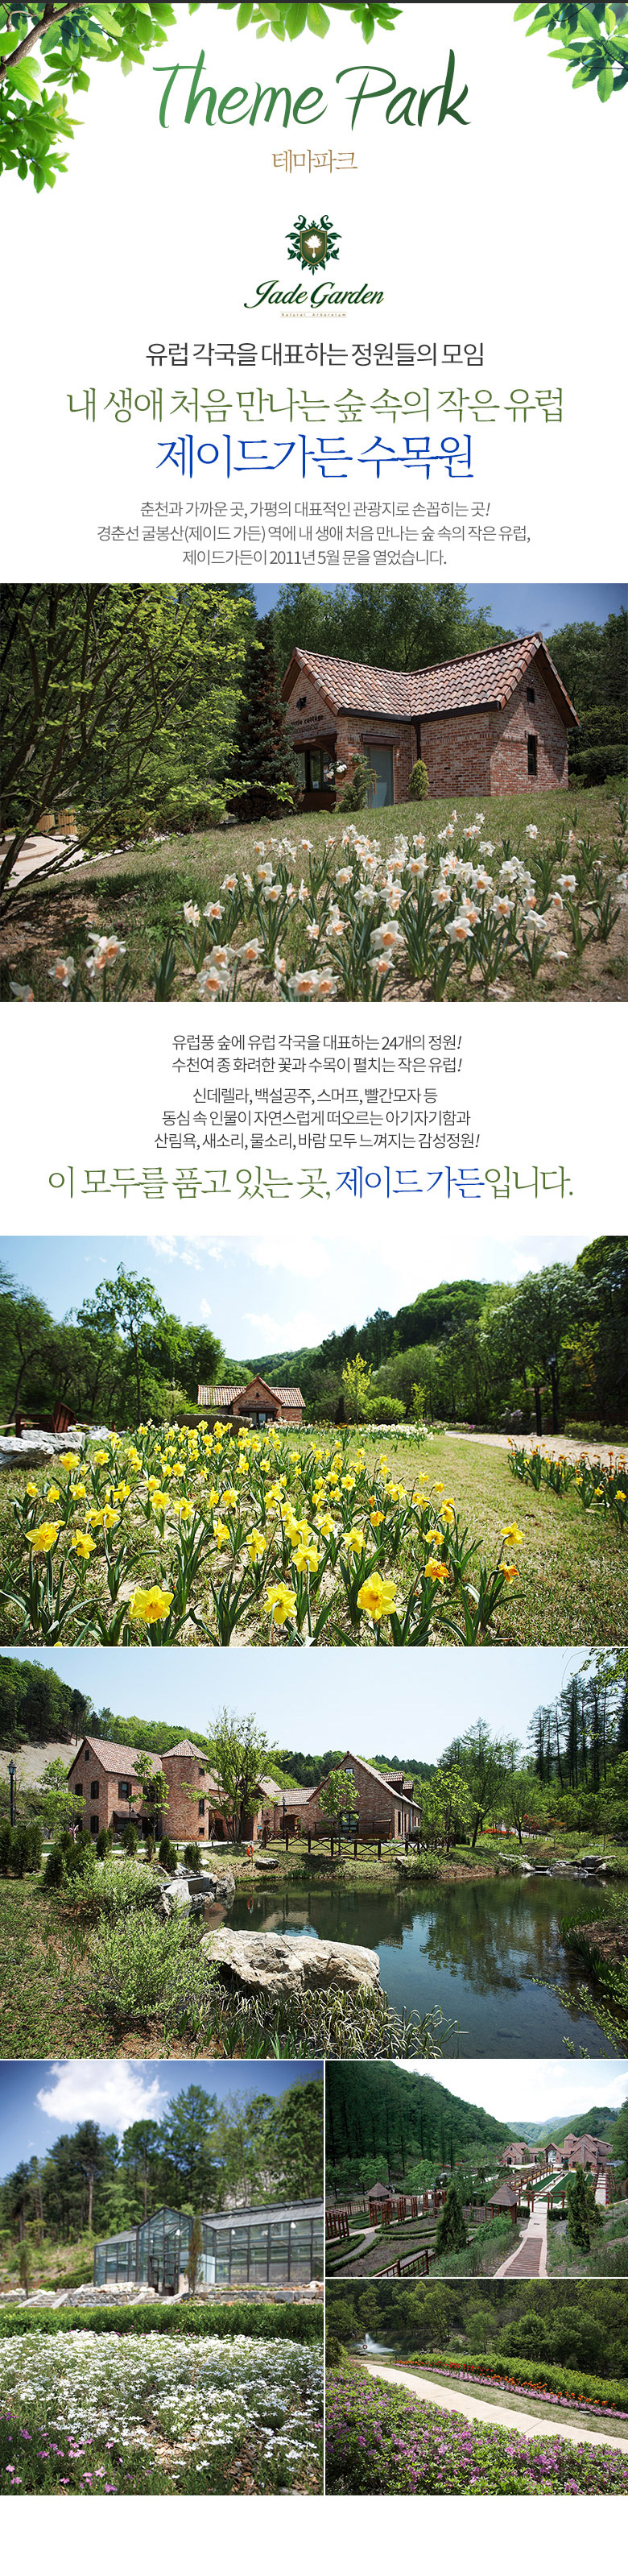 Theme Park
테마파크
Jade Garden
Natural Arboretum
유럽 각국을 대표하는 정원들의 모임
내 생애 처음 만나는 숲 속의 작은 유럽
제이드가든 수목원
춘천과 가까운 곳, 가평의 대표적인 관광지로 손꼽히는 곳!
경춘선 굴봉산(제이드 가든) 역에 내 생애 처음 만나는 숲 속의 작은 유럽,
제이드가든이 2011년 5월 문을 열었습니다.
유럽풍 숲에 유럽 각국을 대표하는 24개의 정원!
수천여 종 화려한 꽃과 수목이 펼치는 작은 유럽!
신데렐라, 백설공주, 스머프, 빨간모자 등
동심 속 인물이 자연스럽게 떠오르는 아기자기함과
산림욕, 새소리, 물소리, 바람 모두 느껴지는 감성정원!
이 모두를 품고 있는 곳, 제이드 가든입니다.